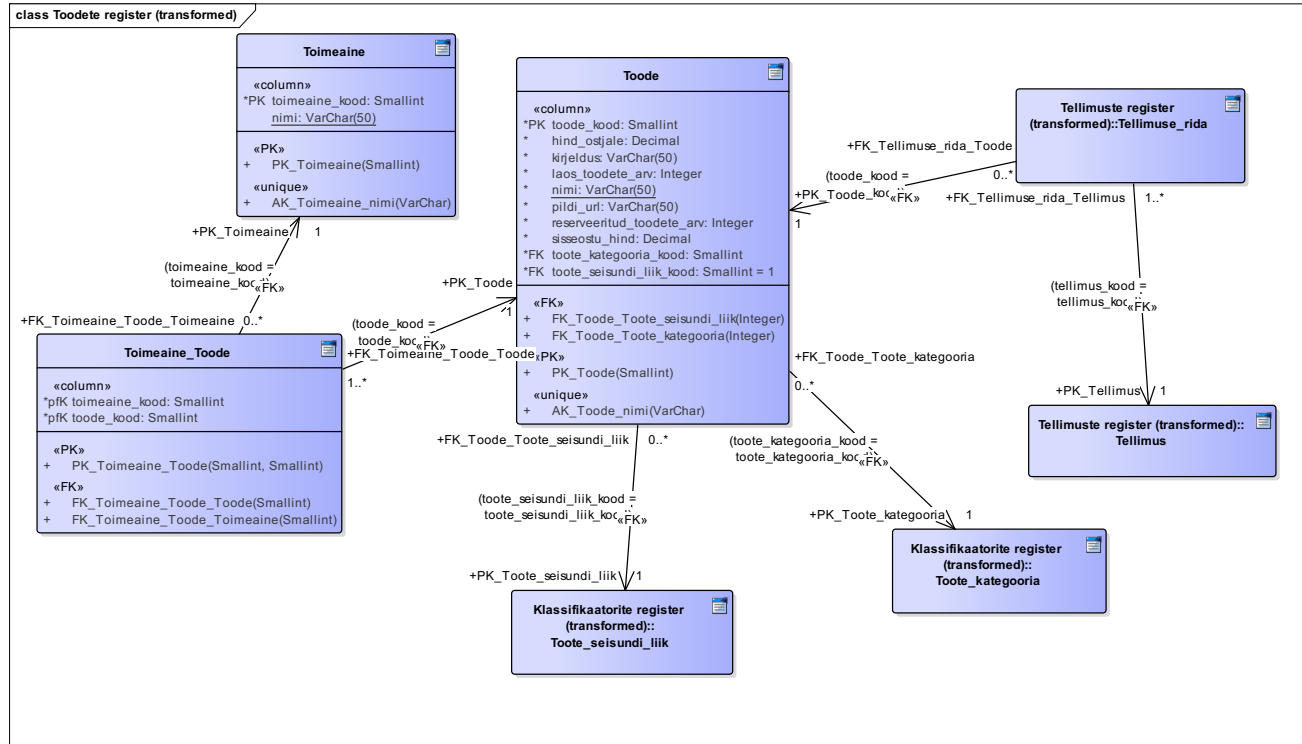 class Toodete register (transformed)
Toimeaine
«column»
*PK toimeaine_kood: Smallint
nimi: VarChar(50)
«PK»
+ PK_Toimeaine(Smallint)
«unique»
+ AK_Toimeaine_nimi(VarChar)
Toode
«column»
*PK toode_kood: Smallint
* hind_ostjale: Decimal
* kirjeldus: VarChar(50)
* laos_toodete_arv: Integer
* nimi: VarChar(50)
* pildi_url: VarChar(50)
* reserveeritud_toodete_arv: Integer
* sisseostu_hind: Decimal
*FK toote_kategooria_kood: Smallint
*FK toote_seisundi_liik_kood: Smallint = 1
«FK»
+ FK_Toode_Toote_seisundi_liik(Integer)
+ FK_Toode_Toote_kategooria(Integer)
«PK»
+ PK_Toode(Smallint)
«unique»
+ AK_Toode_nimi(VarChar)
Tellimuste register
(transformed)::Tellimuse_rida
+FK_Tellimuse_rida_Toode
0..*
(toode_kood =
«FK»
+PK_Toode
1
+FK_Tellimuse_rida_Tellimus
1..*
(tellimus_kood =
tellimus_kood
«FK»
+PK_Tellimus
1
Tellimuste register (transformed)::
Tellimus
+PK_Toimeaine
1
(toimeaine_kood =
toimeaine_kood
«FK»
+FK_Toimeaine_Toode_Toimeaine
0..*
Toimeaine_Toode
«column»
*pfK toimeaine_kood: Smallint
*pfK toode_kood: Smallint
«PK»
+ PK_Toimeaine_Toode(Smallint, Smallint)
«FK»
+ FK_Toimeaine_Toode_Toode(Smallint)
+ FK_Toimeaine_Toode_Toimeaine(Smallint)
+PK_Toode
1
(toode_kood =
toode_kood
«FK»
+FK_Toimeaine_Toode_Toode
1..*
+FK_Toode_Toote_kategooria
0..*
(toote_kategooria_kood =
toote_kategooria_kood
«FK»
+PK_Toote_kategooria
1
Klassifikaatorite register
(transformed)::
Toote_kategooria
+FK_Toode_Toote_seisundi_liik
0..*
(toote_seisundi_liik_kood =
toote_seisundi_liik_kood
«FK»
+PK_Toote_seisundi_liik
1
Klassifikaatorite register
(transformed)::
Toote_seisundi_liik